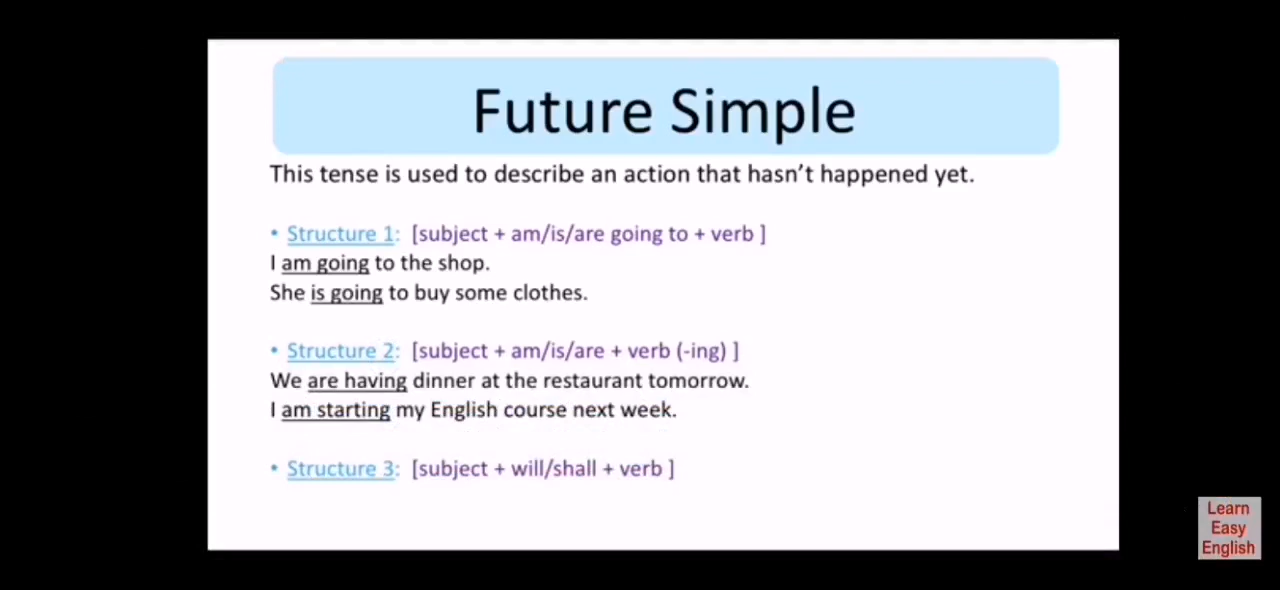 Future Simple
This tense is used to describe an action that hasn’t happened yet.
• Structure 1: [subject + am/is/are going to + verb ]
I am going to the shop.
She is going to buy some clothes.
• Structure 2: [subject + am/is/are + verb (-ing) ]
We are having dinner at the restaurant tomorrow.
I am starting my English course next week.
• Structure 3: [subject + will/shall + verb ]
Learn
Easy
English